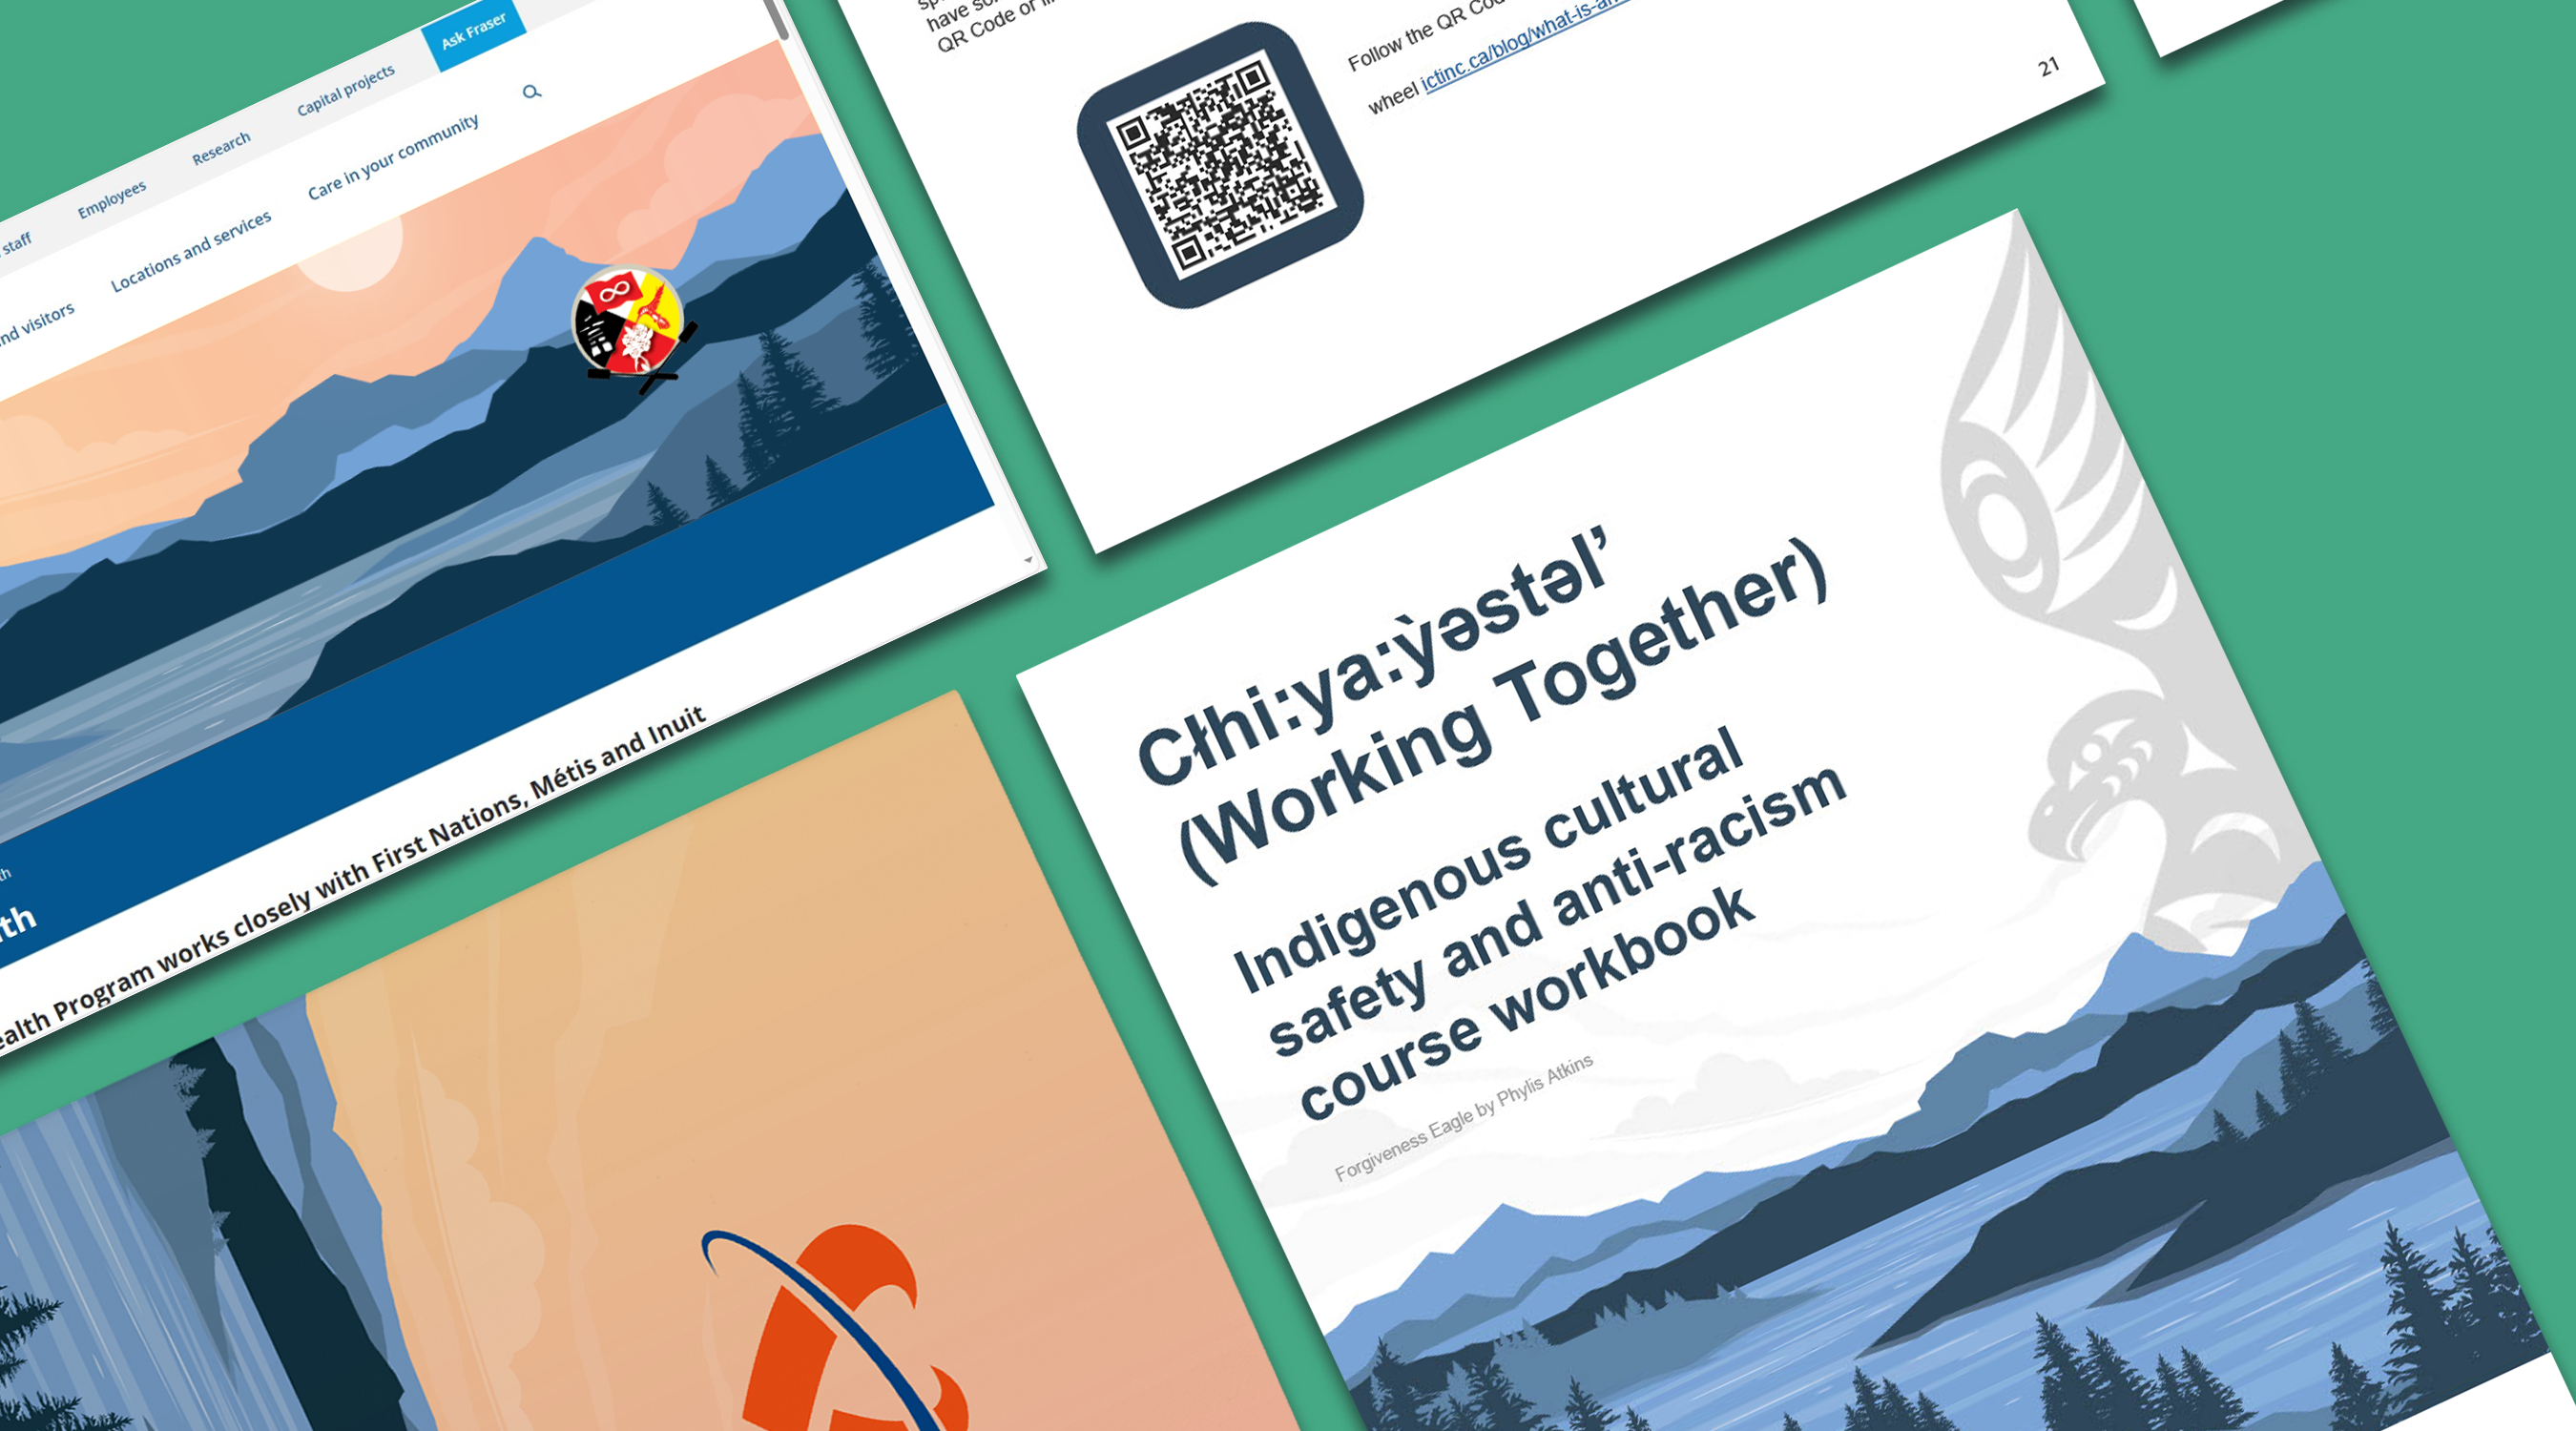 Ask Fraser
Capital projects
Research
Employees
staff
Care in your community
Locations and services
nd visitors
th
th
ealth Program works closely with First Nations, Métis and Inuit
have so
QR Code or
Follow the QR Co
wheel ictinc.ca/blog/what-is-an
21
Cłhi:ya:ỳəstəl’
(Working Together)
Indigenous cultural
safety and anti-racism
course workbook
Forgiveness Eagle by Phylis Atkins